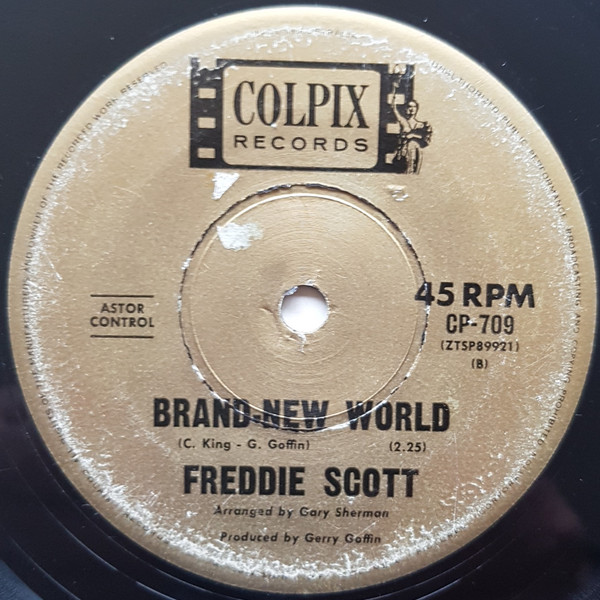 COLPIX
RECORDS
45 RPM
CP-709
(ZTSP89921)
(B)
ASTOR
CONTROL
BRAND-NEW WORLD
(C. King - G. Goffin) (2.25)
FREDDIE SCOTT
Arranged by Gary Sherman
Produced by Gerry Goffin